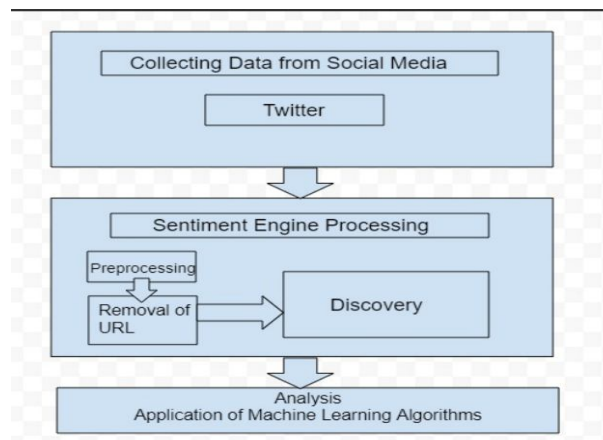 Collecting Data from Social Media
Twitter
Sentiment Engine Processing
Preprocessing
Removal of
URL
Discovery
Analysis
Application of Machine Learning Algorithms